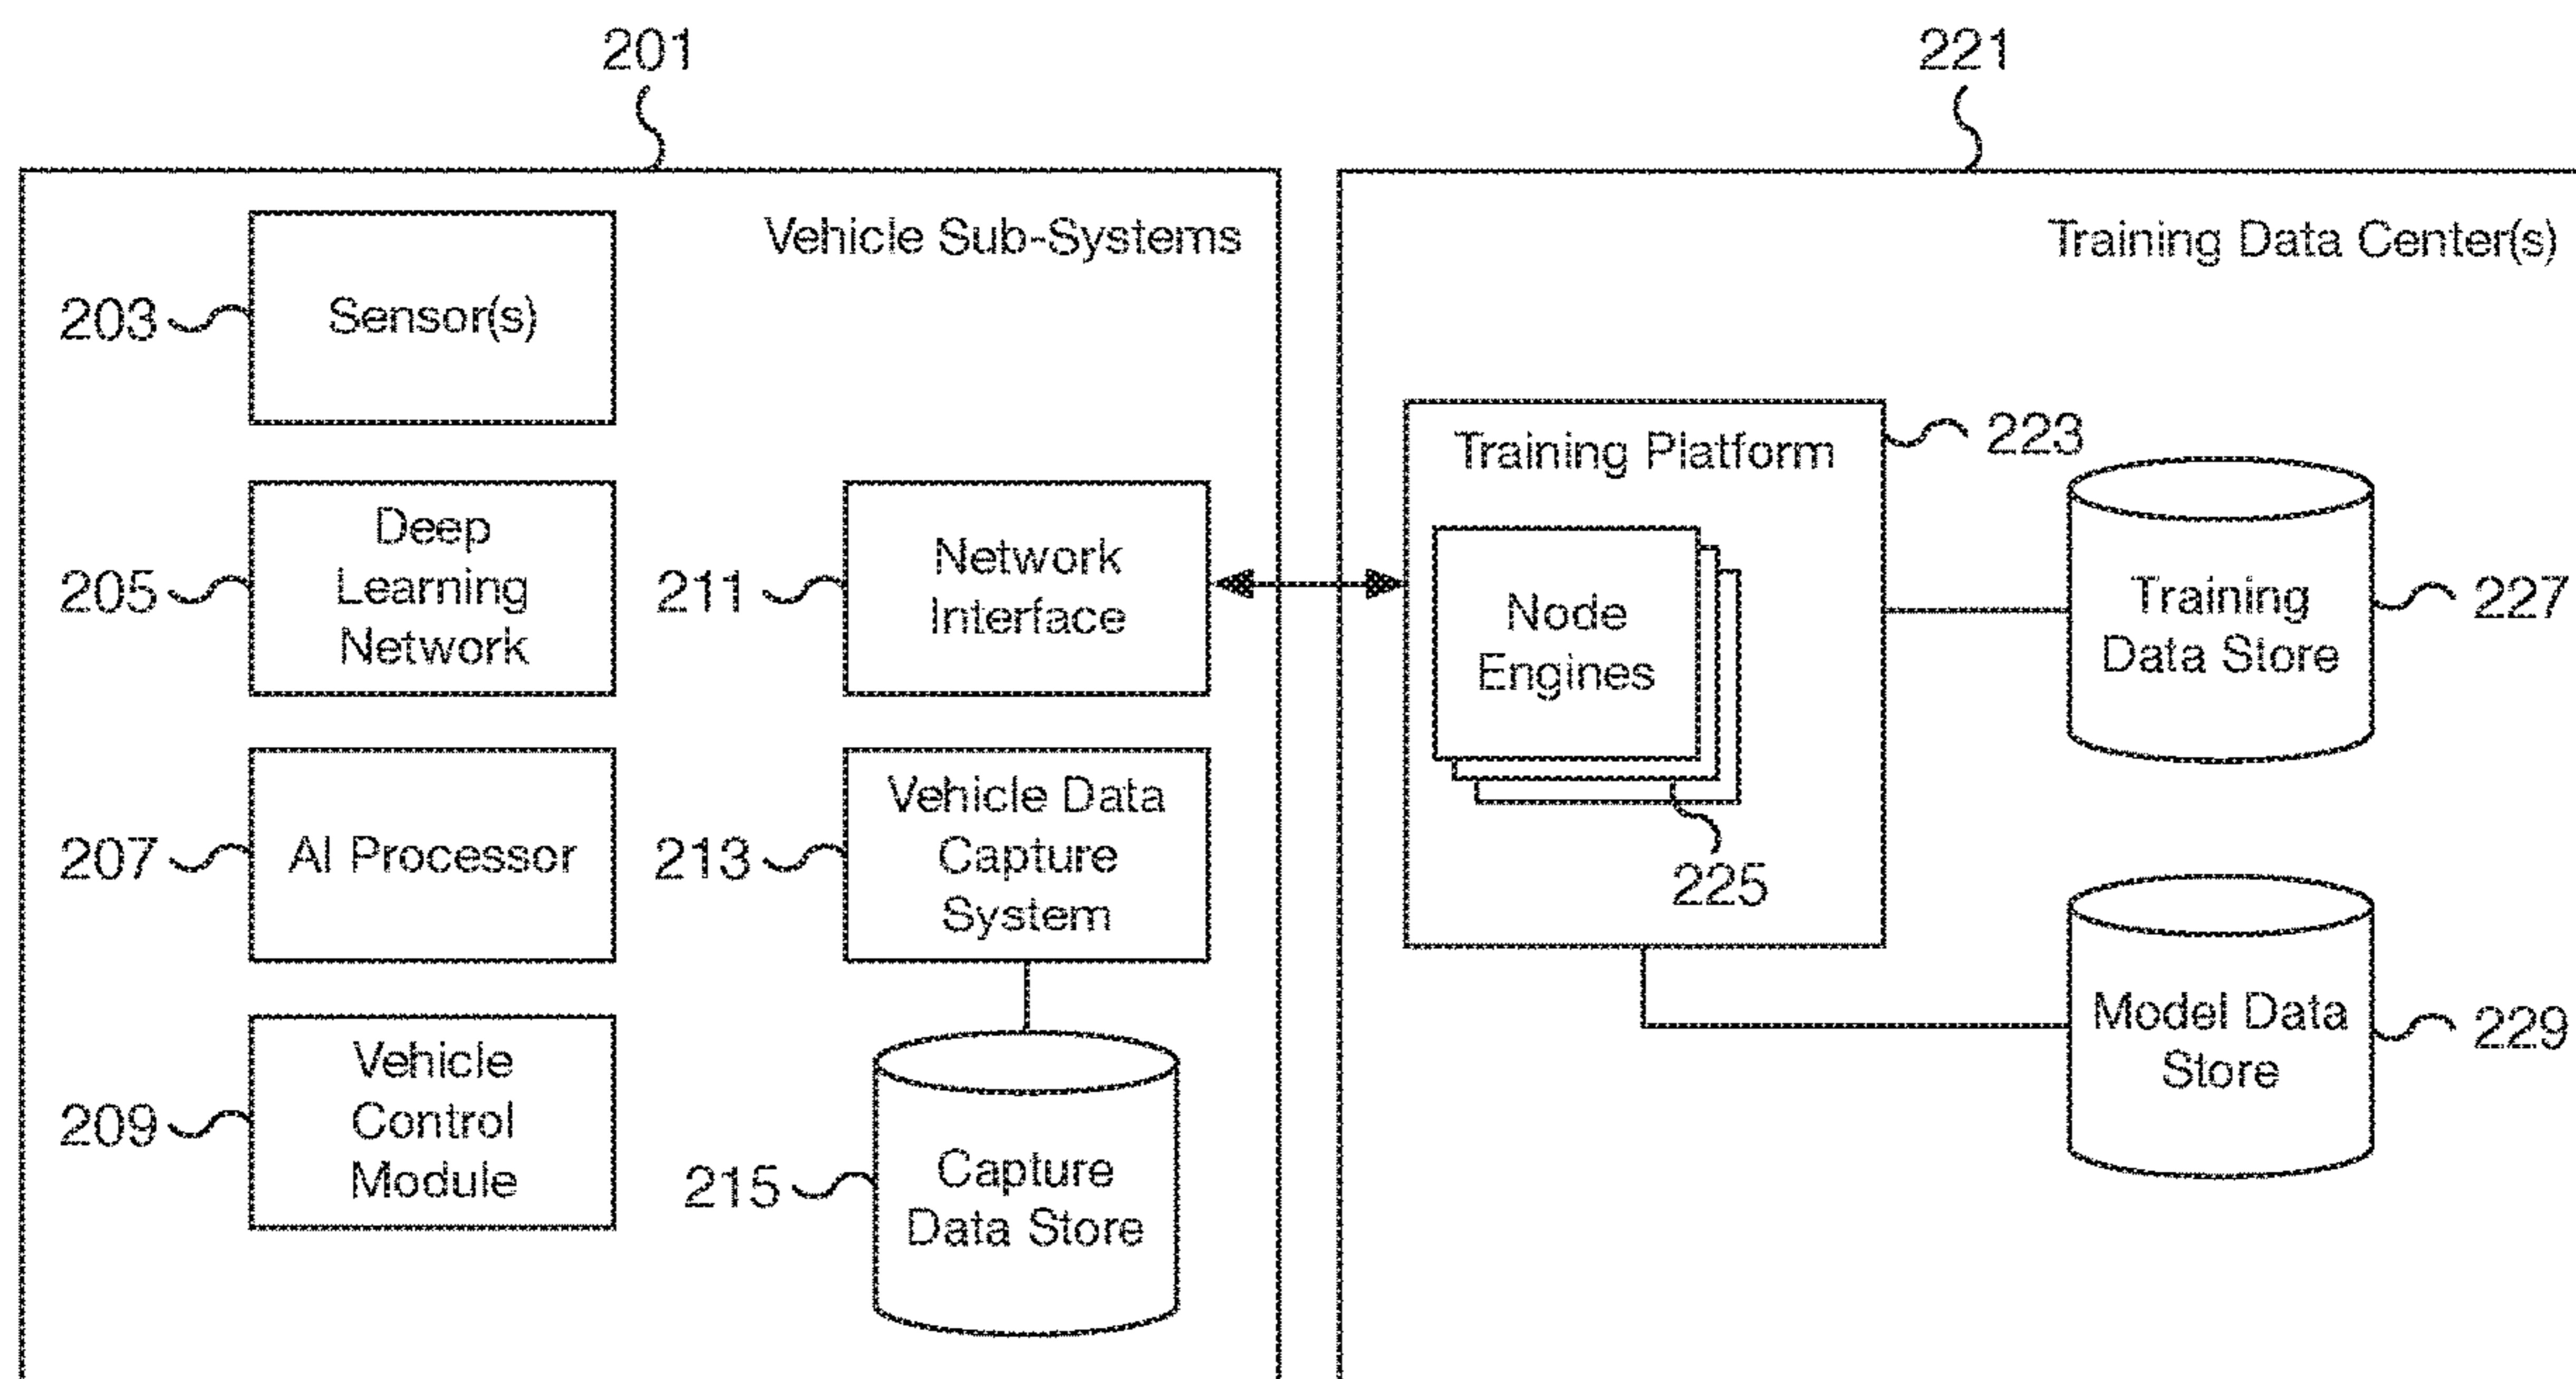 201
221
Vehicle Sub-Systems
203
Sensor(s)
205
Deep
Learning
Network
207
AI Processor
209
Vehicle
Control
Module
211
Network
Interface
213
Vehicle Data
Capture
System
215
Capture
Data Store
Training Data Center(s)
Training Platform
223
Node
Engines
225
Training
Data Store
227
Model Data
Store
229